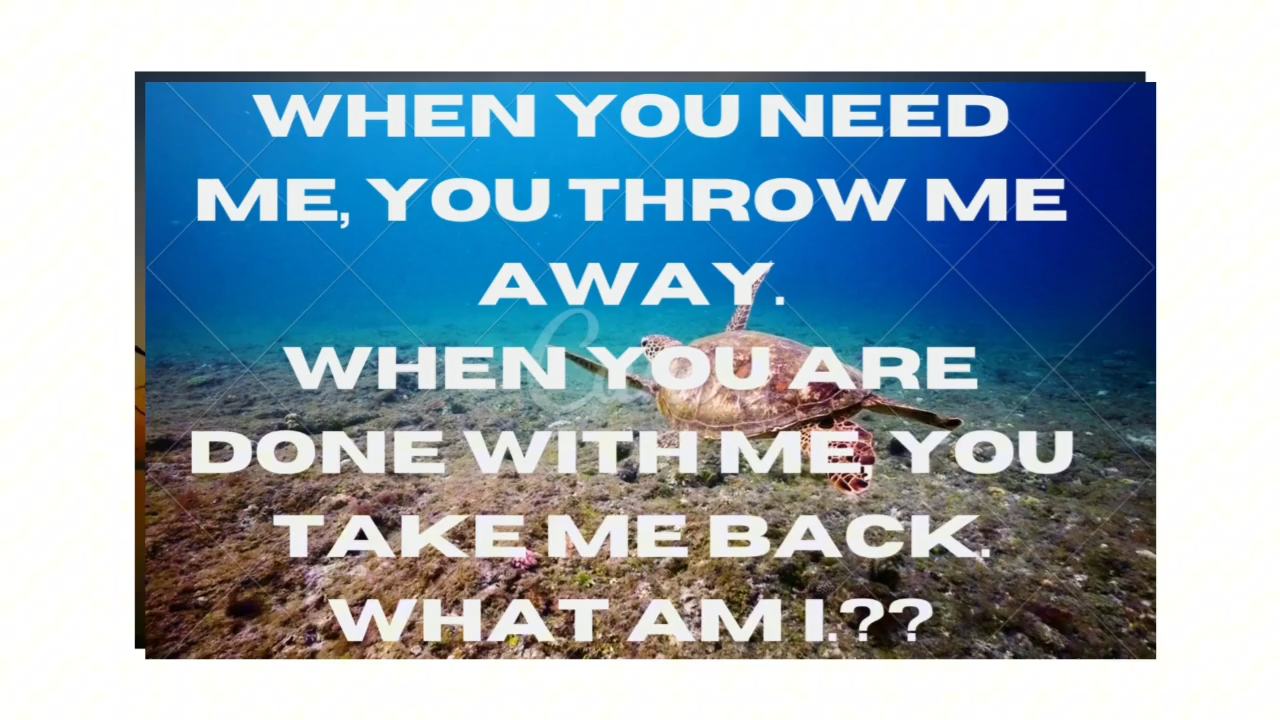 WHEN YOU NEED
ME, YOU THROW ME
AWAY.
WHEN YOU ARE
DONE WITH ME, YOU
TAKE ME BACK.
WHAT AM I.??